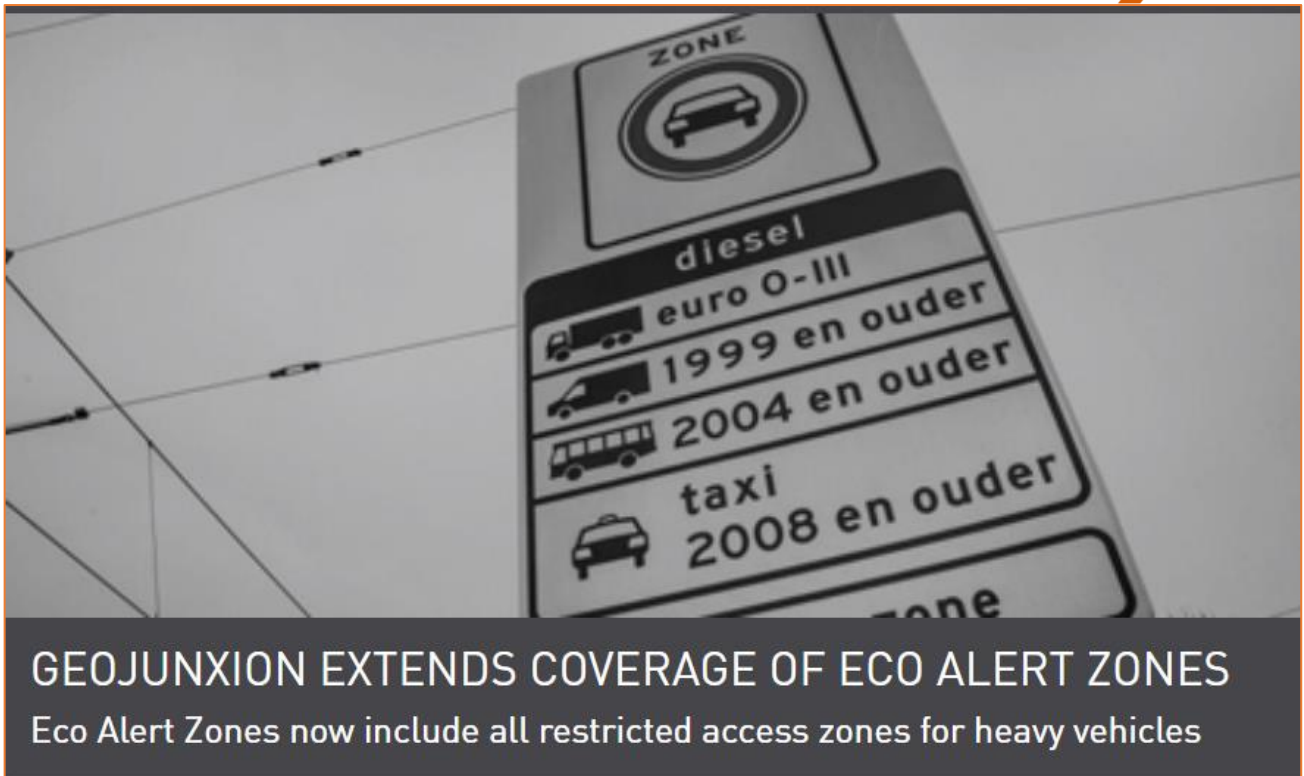 ZONE
diesel
euro 0-III
1999 en ouder
2004 en ouder
taxi
2008 en ouder
zone
GEOJUNXION EXTENDS COVERAGE OF ECO ALERT ZONES
Eco Alert Zones now include all restricted access zones for heavy vehicles